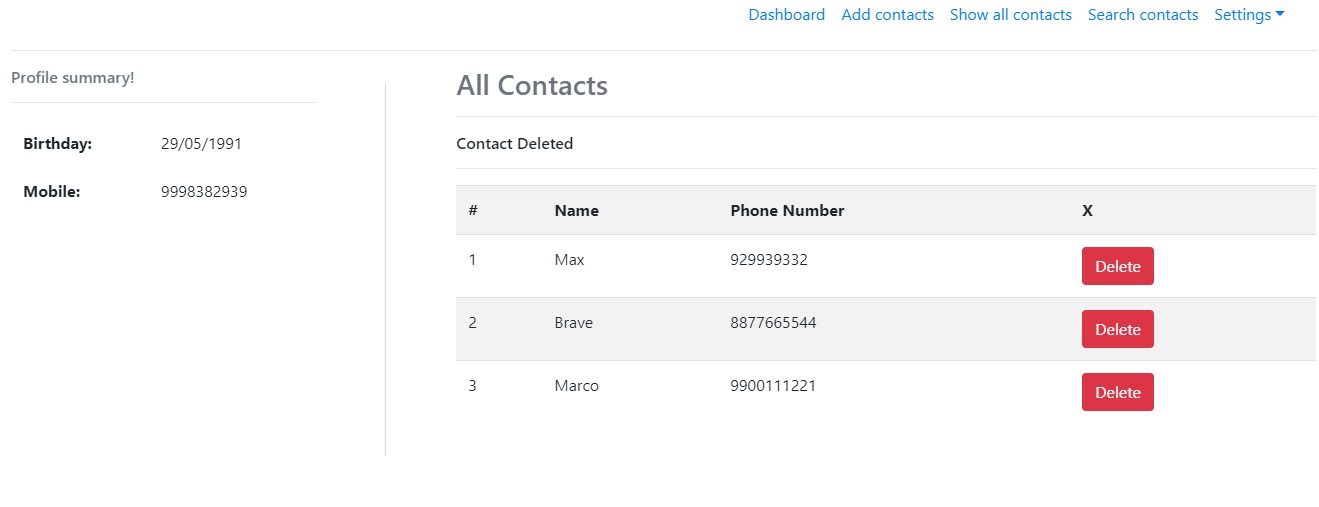 Dashboard Add contacts Show all contacts Search contacts Settings
Profile summary!
Birthday: 29/05/1991
Mobile: 9998382939
All Contacts
Contact Deleted
# Name Phone Number X
1 Max 929939332 Delete
2 Brave 8877665544 Delete
3 Marco 9900111221 Delete